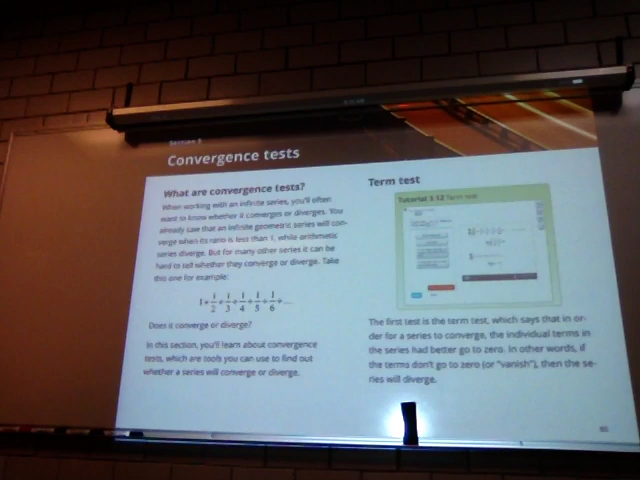 Section 5
Convergence tests
What are convergence tests?
When working with an infinite series, you'll often
want to know whether it converges or diverges. You
already saw that an infinite geometric series will con-
verge when its ratio is less than 1, while arithmetic
series diverge. But for many other series it can be
hard to tell whether they converge or diverge. Take
this one for example:
1 + 1/2 + 1/3 + 1/4 + 1/5 + 1/6 + ...
Does it converge or diverge?
In this section, you'll learn about convergence
tests, which are tools you can use to find out
whether a series will converge or diverge.
Term test
Tutorial 3.12 Term test
The first test is the term test, which says that in or-
der for a series to converge, the individual terms in
the series had better go to zero. In other words, if
the terms don't go to zero (or "vanish"), then the se-
ries will diverge.